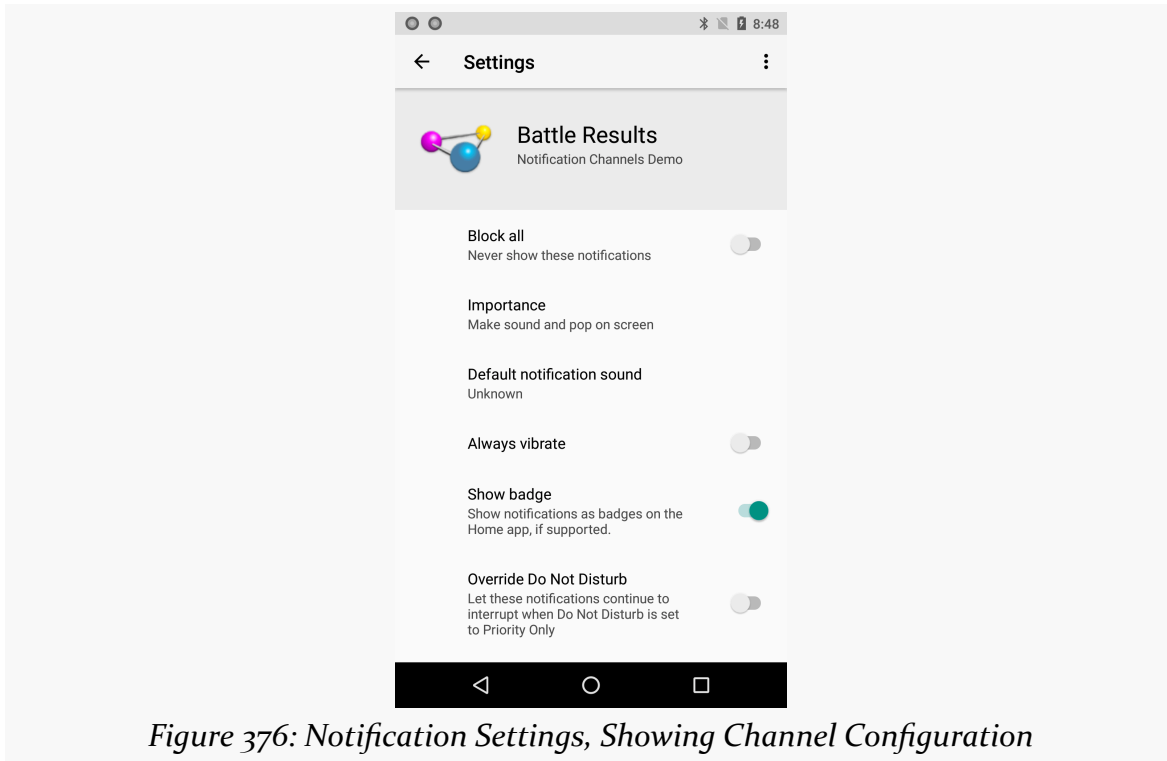 8:48
Settings
Battle Results
Notification Channels Demo
Block all
Never show these notifications
Importance
Make sound and pop on screen
Default notification sound
Unknown
Always vibrate
Show badge
Show notifications as badges on the
Home app, if supported.
Override Do Not Disturb
Let these notifications continue to
interrupt when Do Not Disturb is set
to Priority Only
Figure 376: Notification Settings, Showing Channel Configuration